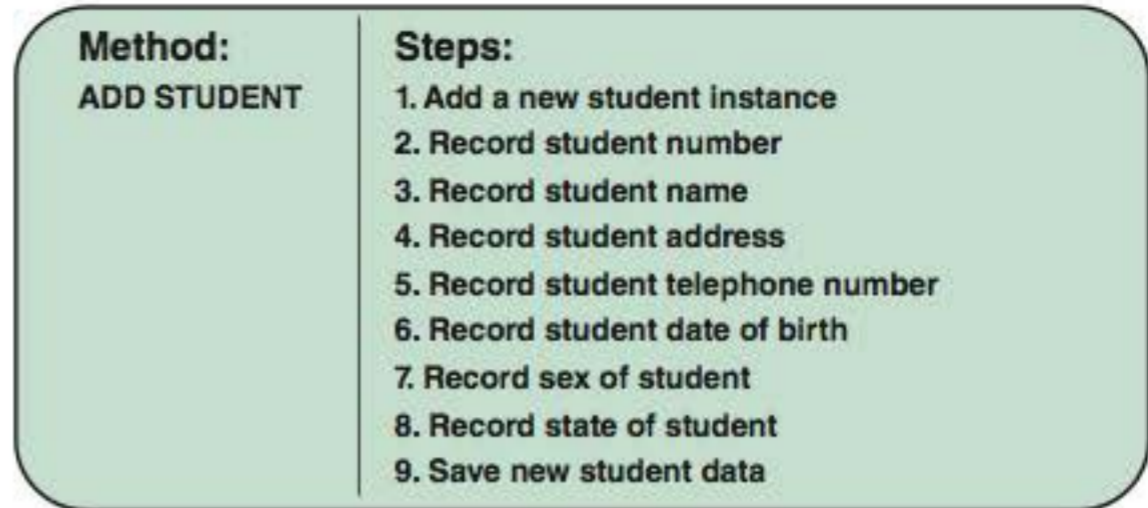 Method:
ADD STUDENT
Steps:
1. Add a new student instance
2. Record student number
3. Record student name
4. Record student address
5. Record student telephone number
6. Record student date of birth
7. Record sex of student
8. Record state of student
9. Save new student data